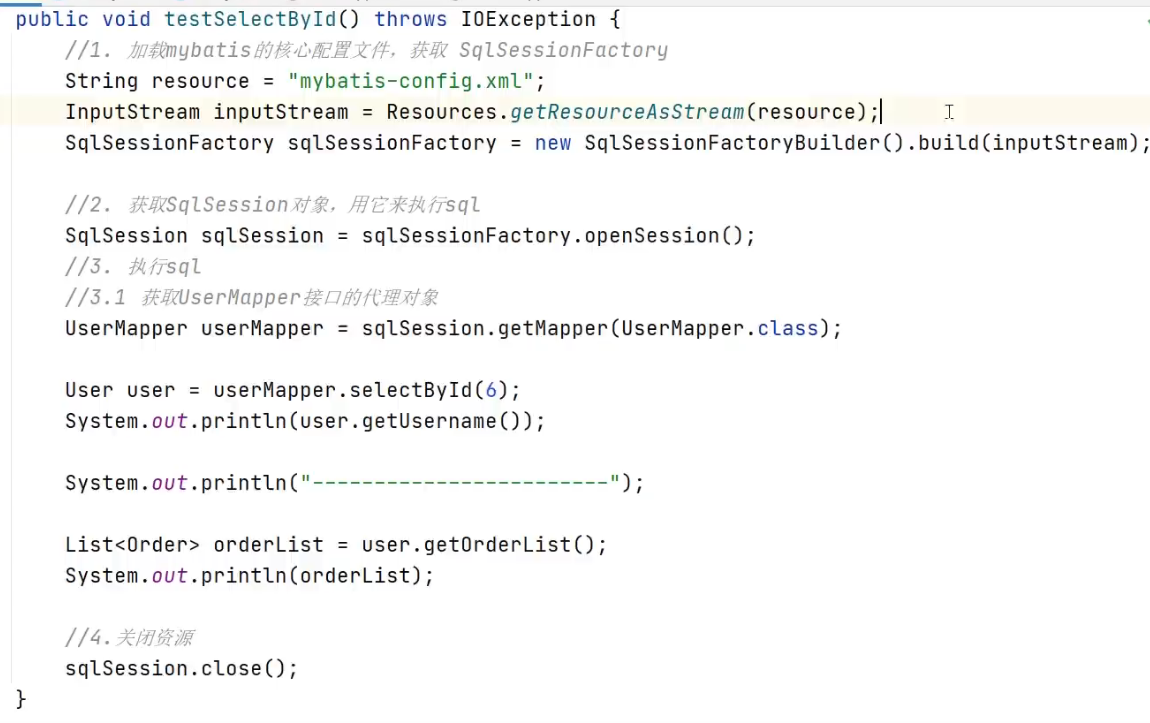 public void testSelectById() throws IOException {
//1. 加载mybatis的核心配置文件，获取 SqlSessionFactory
String resource = "mybatis-config.xml";
InputStream inputStream = Resources.getResourceAsStream(resource);
SqlSessionFactory sqlSessionFactory = new SqlSessionFactoryBuilder().build(inputStream);
//2. 获取SqlSession对象，用它来执行sql
SqlSession sqlSession = sqlSessionFactory.openSession();
//3. 执行sql
//3.1 获取UserMapper接口的代理对象
UserMapper userMapper = sqlSession.getMapper(UserMapper.class);
User user = userMapper.selectById(6);
System.out.println(user.getUsername());
System.out.println("------------------------");
List<Order> orderList = user.getOrderList();
System.out.println(orderList);
//4.关闭资源
sqlSession.close();
}